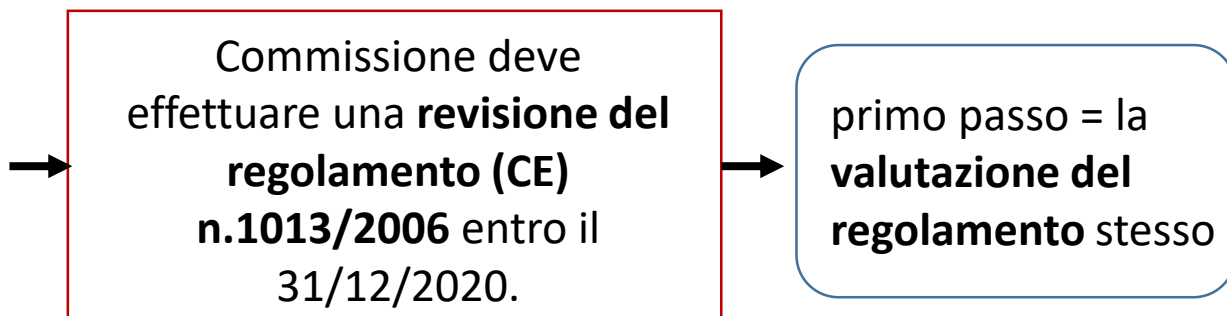 Commissione deve
effettuare una revisione del
regolamento (CE)
n.1013/2006 entro il
31/12/2020.
primo passo = la
valutazione del
regolamento stesso